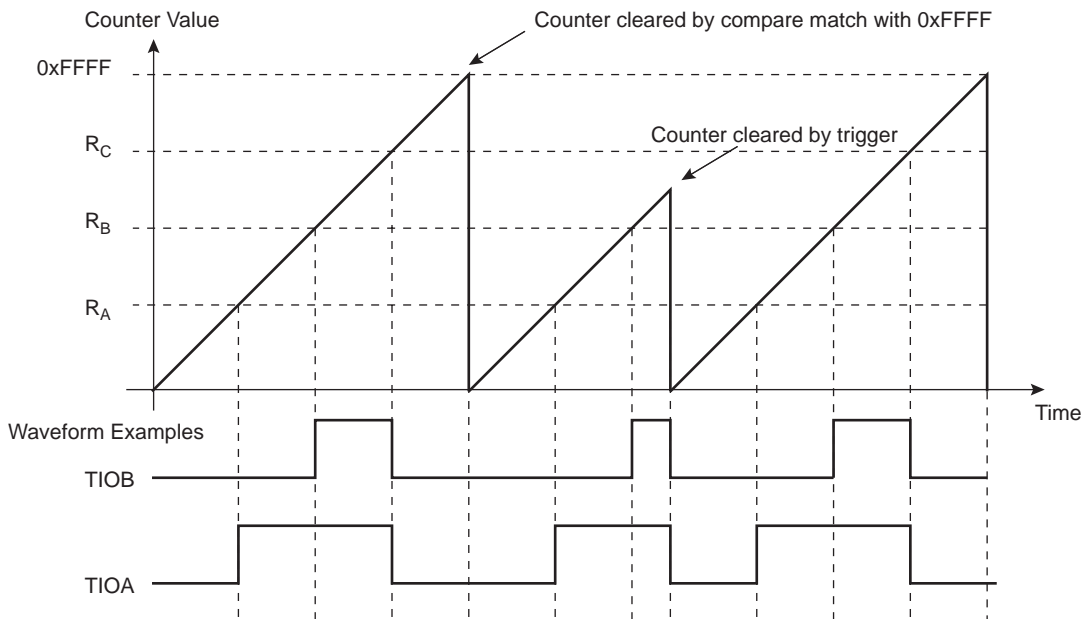 Counter Value
Counter cleared by compare match with 0xFFFF
0xFFFF
Counter cleared by trigger
RC
RB
RA
Time
Waveform Examples
TIOB
TIOA